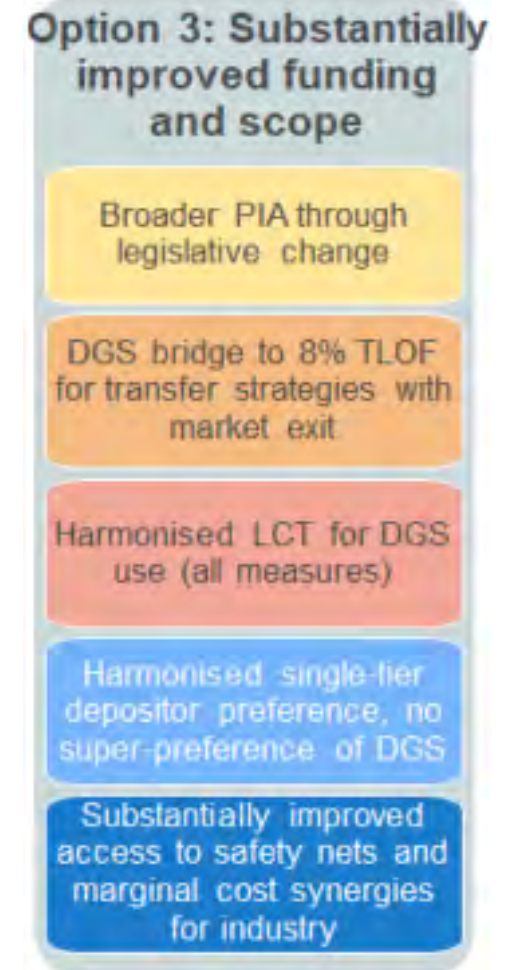 Option 3: Substantially
improved funding
and scope
Broader PIA through
legislative change
DGS bridge to 8% TLOF
for transfer strategies with
market exit
Harmonised LCT for DGS
use (all measures)
Harmonised single-tier
depositor preference, no
super-preference of DGS
Substantially improved
access to safety nets and
marginal cost synergies
for industry